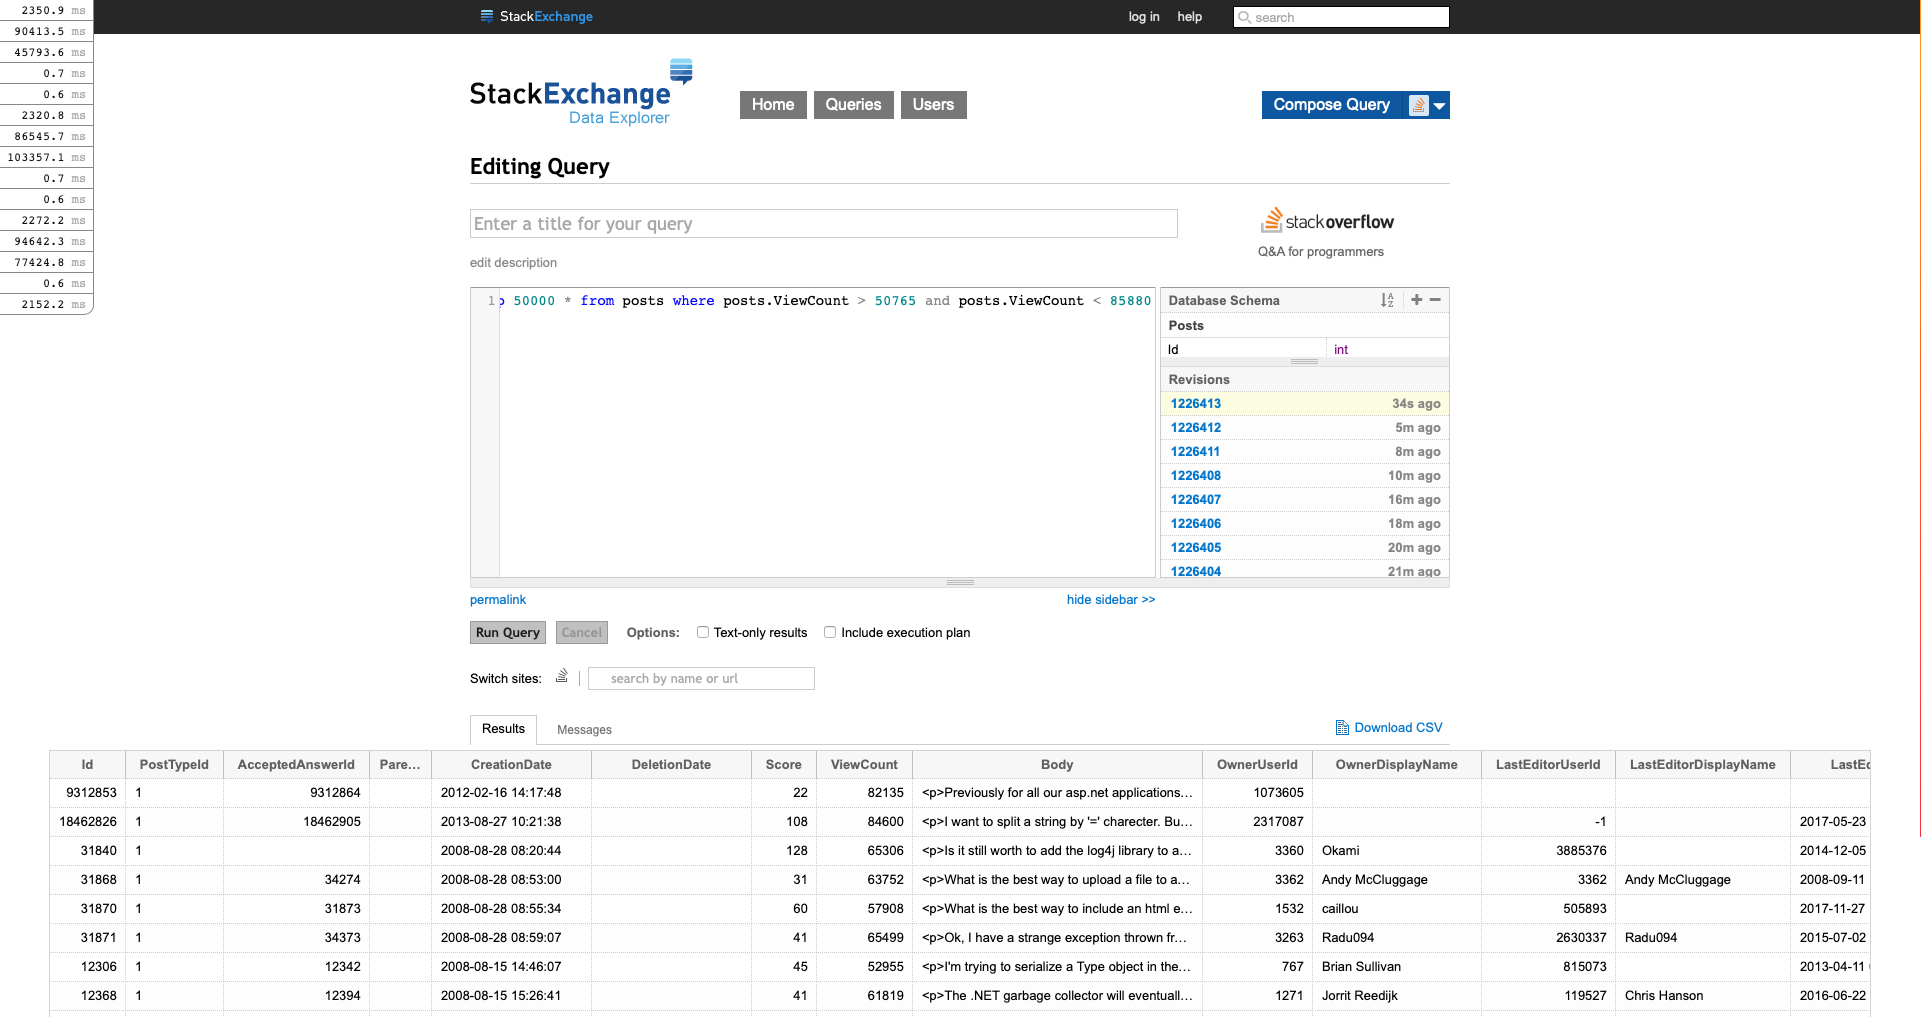 2350.9 ms
90413.5 ms
45793.6 ms
0.7 ms
0.6 ms
2320.8 ms
86545.7 ms
103357.1 ms
0.7 ms
0.6 ms
2272.2 ms
94642.3 ms
77424.8 ms
0.6 ms
2152.2 ms
StackExchange log in help search
StackExchange
Data Explorer
Home Queries Users Compose Query
Editing Query
Enter a title for your query
stackoverflow
Q&A for programmers
edit description
1 50000 * from posts where posts.ViewCount > 50765 and posts.ViewCount < 85880
Database Schema
Posts
Id int
Revisions
1226413 34s ago
1226412 5m ago
1226411 8m ago
1226408 10m ago
1226407 16m ago
1226406 18m ago
1226405 20m ago
1226404 21m ago
permalink hide sidebar >>
Run Query Cancel Options: Text-only results Include execution plan
Switch sites: search by name or url
Results Messages Download CSV
Id PostTypeId AcceptedAnswerId Pare... CreationDate DeletionDate Score ViewCount Body OwnerUserId OwnerDisplayName LastEditorUserId LastEditorDisplayName
9312853 1 9312864 2012-02-16 14:17:48 22 82135 <p>Previously for all our asp.net applications... 1073605
18462826 1 18462905 2013-08-27 10:21:38 108 84600 <p>I want to split a string by '=' charecter. Bu... 2317087 -1 2017-05-23
31840 1 2008-08-28 08:20:44 128 65306 <p>Is it still worth to add the log4j library to a... 3360 Okami 3885376 2014-12-05
31868 1 34274 2008-08-28 08:53:00 31 63752 <p>What is the best way to upload a file to a... 3362 Andy McCluggage 3362 Andy McCluggage 2008-09-11
31870 1 31873 2008-08-28 08:55:34 60 57908 <p>What is the best way to include an html e... 1532 caillou 505893 2017-11-27
31871 1 34373 2008-08-28 08:59:07 41 65499 <p>Ok, I have a strange exception thrown fr... 3263 Radu094 2630337 Radu094 2015-07-02
12306 1 12342 2008-08-15 14:46:07 45 52955 <p>I'm trying to serialize a Type object in the... 767 Brian Sullivan 815073 2013-04-11
12368 1 12394 2008-08-15 15:26:41 41 61819 <p>The .NET garbage collector will eventuall... 1271 Jorrit Reedijk 119527 Chris Hanson 2016-06-22